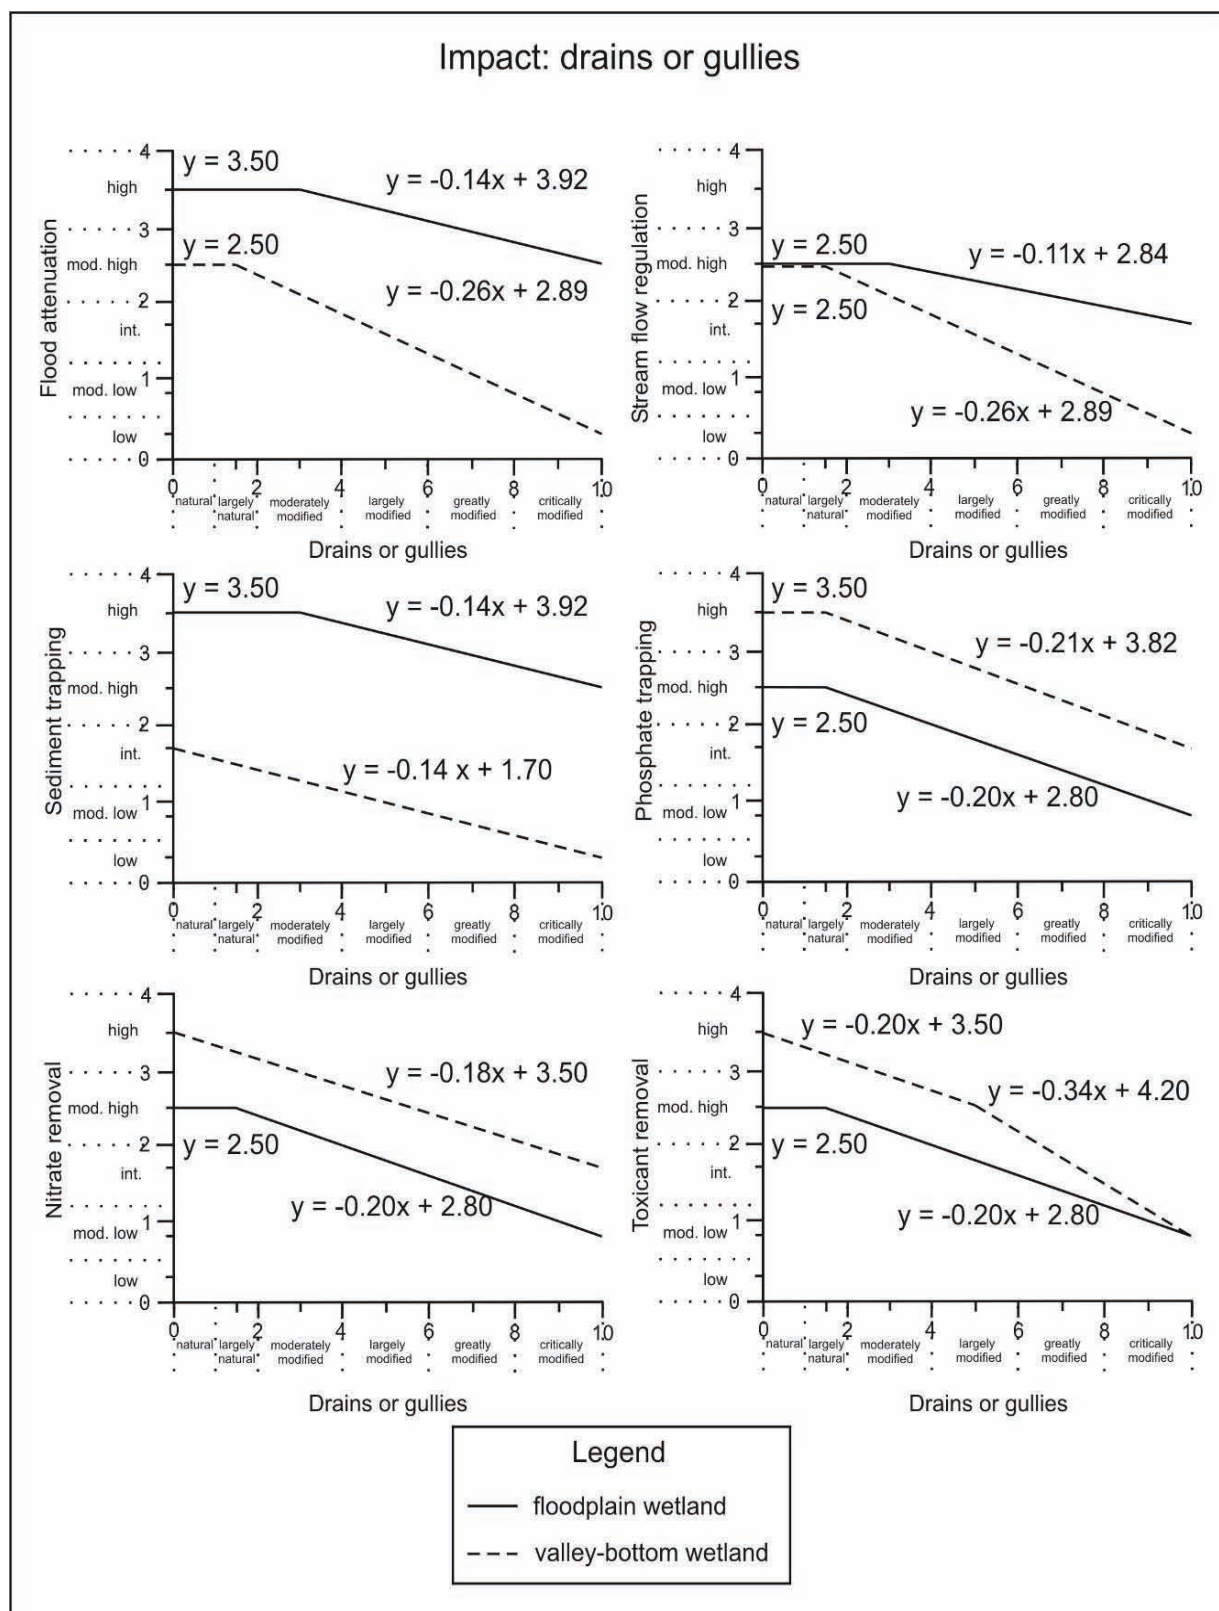 Impact: drains or gullies
Flood attenuation
4
high
3
mod. high
2
int.
1
mod. low
low
0
y = 3.50
y = -0.14x + 3.92
y = 2.50
y = -0.26x + 2.89
0 2 4 6 8 10
natural largely natural moderately modified largely modified greatly modified critically modified
Drains or gullies
Stream flow regulation
4
high
3
mod. high
2
int.
1
mod. low
low
0
y = 2.50
y = -0.11x + 2.84
y = 2.50
y = -0.26x + 2.89
0 2 4 6 8 10
natural largely natural moderately modified largely modified greatly modified critically modified
Drains or gullies
Sediment trapping
4
high
3
mod. high
2
int.
1
mod. low
low
0
y = 3.50
y = -0.14x + 3.92
y = -0.14 x + 1.70
0 2 4 6 8 10
natural largely natural moderately modified largely modified greatly modified critically modified
Drains or gullies
Phosphate trapping
4
high
3
mod. high
2
int.
1
mod. low
low
0
y = 3.50
y = -0.21x + 3.82
y = 2.50
y = -0.20x + 2.80
0 2 4 6 8 10
natural largely natural moderately modified largely modified greatly modified critically modified
Drains or gullies
Nitrate removal
4
high
3
mod. high
2
int.
1
mod. low
low
0
y = -0.18x + 3.50
y = 2.50
y = -0.20x + 2.80
0 2 4 6 8 10
natural largely natural moderately modified largely modified greatly modified critically modified
Drains or gullies
Toxicant removal
4
high
3
mod. high
2
int.
1
mod. low
low
0
y = -0.20x + 3.50
y = -0.34x + 4.20
y = 2.50
y = -0.20x + 2.80
0 2 4 6 8 10
natural largely natural moderately modified largely modified greatly modified critically modified
Drains or gullies
Legend
floodplain wetland
valley-bottom wetland